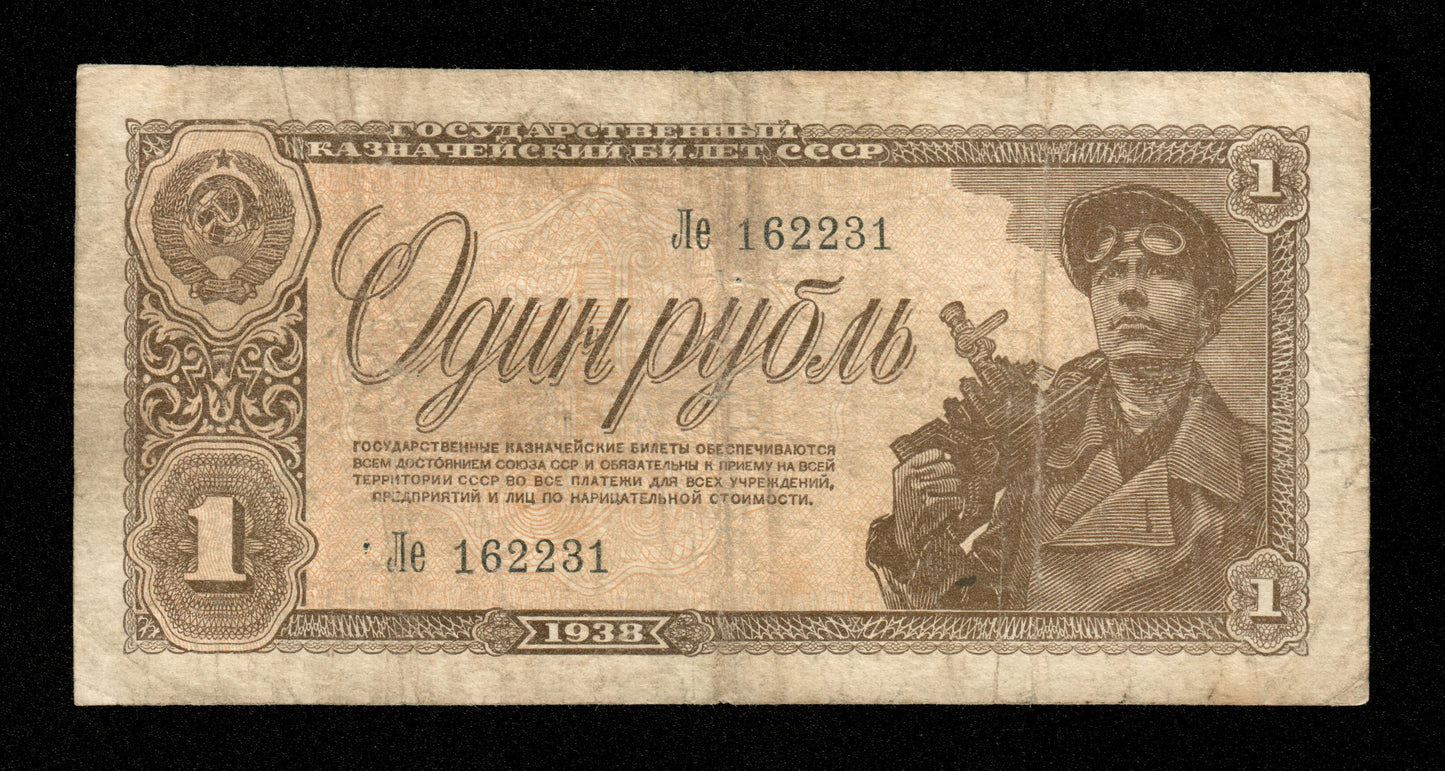 ГОСУДАРСТВЕННЫЙ
КАЗНАЧЕЙСКИЙ БИЛЕТ СССР
1
Ле 162231
Один рубль
ГОСУДАРСТВЕННЫЕ КАЗНАЧЕЙСКИЕ БИЛЕТЫ ОБЕСПЕЧИВАЮТСЯ
ВСЕМ ДОСТОЯНИЕМ СОЮЗА ССР И ОБЯЗАТЕЛЬНЫ К ПРИЕМУ НА ВСЕЙ
ТЕРРИТОРИИ СССР ВО ВСЕ ПЛАТЕЖИ ДЛЯ ВСЕХ УЧРЕЖДЕНИЙ,
ПРЕДПРИЯТИЙ И ЛИЦ ПО НАРИЦАТЕЛЬНОЙ СТОИМОСТИ.
1
Ле 162231
1
1938